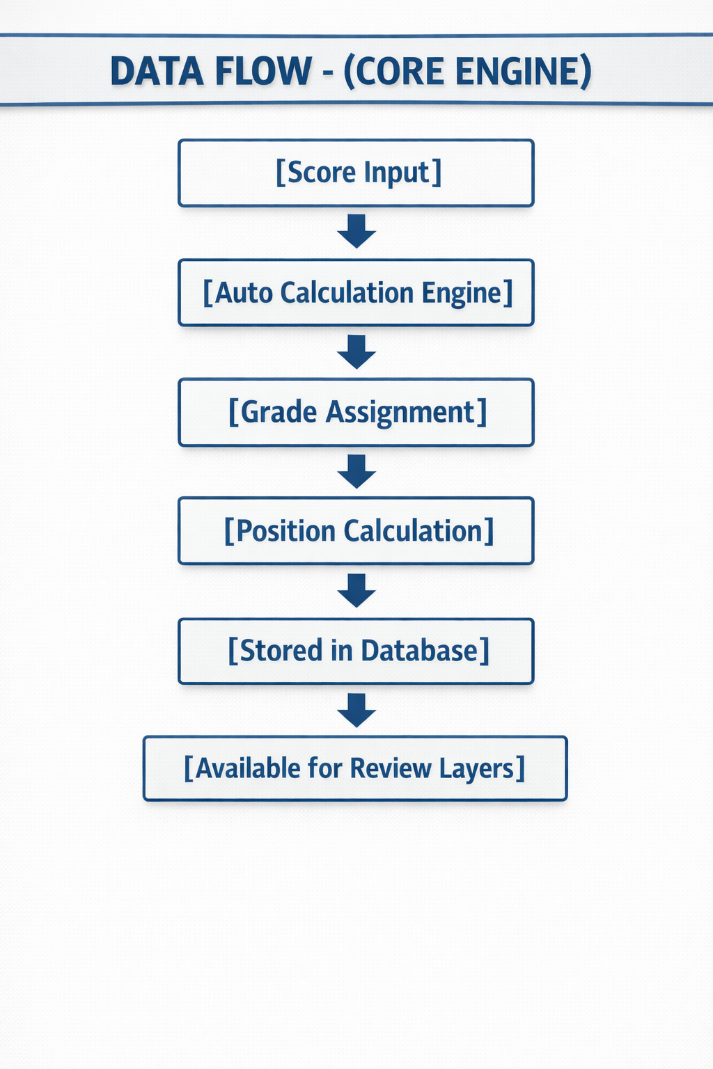 DATA FLOW - (CORE ENGINE)
[Score Input]
[Auto Calculation Engine]
[Grade Assignment]
[Position Calculation]
[Stored in Database]
[Available for Review Layers]